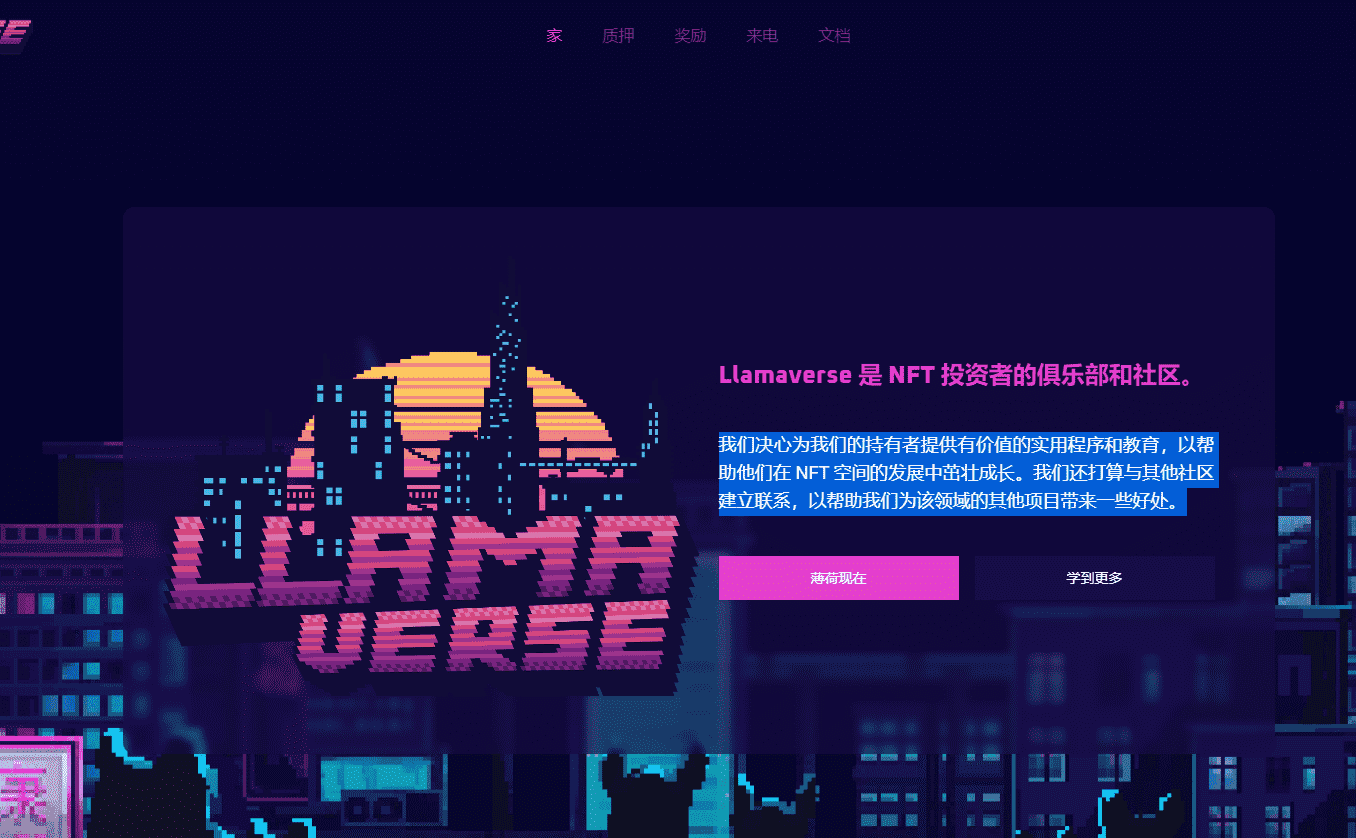 家 质押 奖励 来电 文档
LLAMA
VERSE
Llamaverse 是 NFT 投资者的俱乐部和社区。
我们决心为我们的持有者提供有价值的实用程序和教育，以帮
助他们在 NFT 空间的发展中茁壮成长。我们还打算与其他社区
建立联系，以帮助我们为该领域的其他项目带来一些好处。
薄荷现在 学到更多